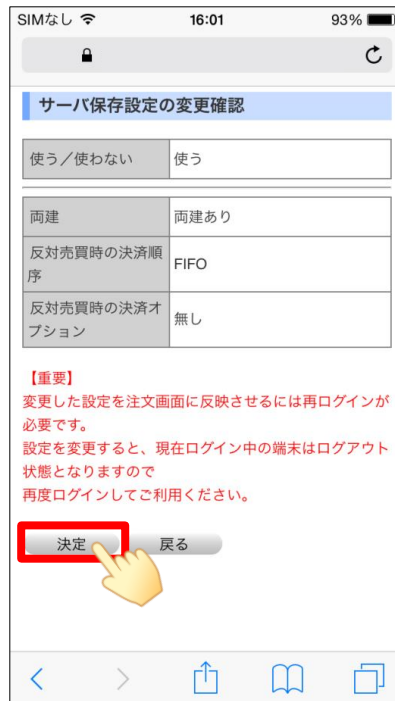 SIMなし 16:01 93%
サーバ保存設定の変更確認
使う／使わない 使う
両建 両建あり
反対売買時の決済順
序
FIFO
反対売買時の決済オ
プション
無し
【重要】
変更した設定を注文画面に反映させるには再ログインが
必要です。
設定を変更すると、現在ログイン中の端末はログアウト
状態となりますので
再度ログインしてご利用ください。
決定 戻る